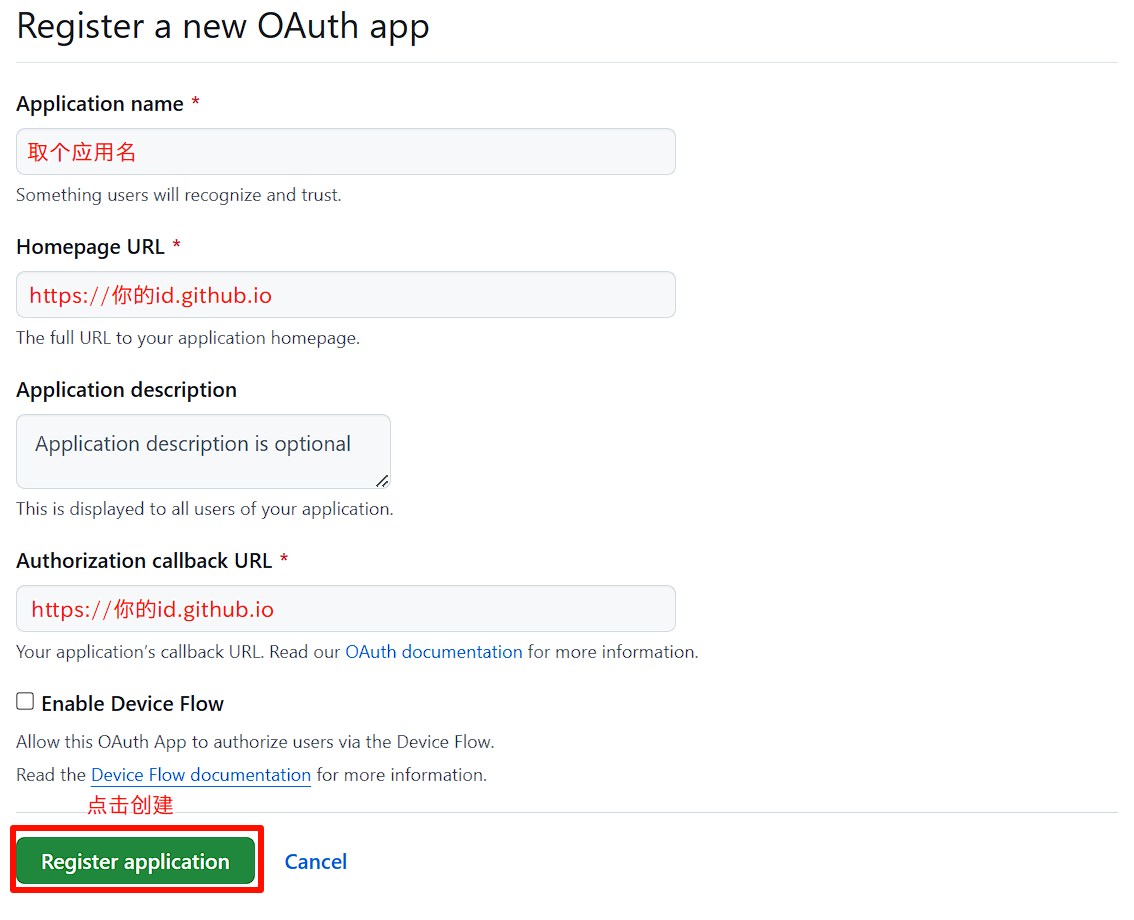 Register a new OAuth app
Application name *
取个应用名
Something users will recognize and trust.
Homepage URL *
https://你的id.github.io
The full URL to your application homepage.
Application description
Application description is optional
This is displayed to all users of your application.
Authorization callback URL *
https://你的id.github.io
Your application’s callback URL. Read our OAuth documentation for more information.
Enable Device Flow
Allow this OAuth App to authorize users via the Device Flow.
Read the Device Flow documentation for more information.
点击创建
Register application Cancel